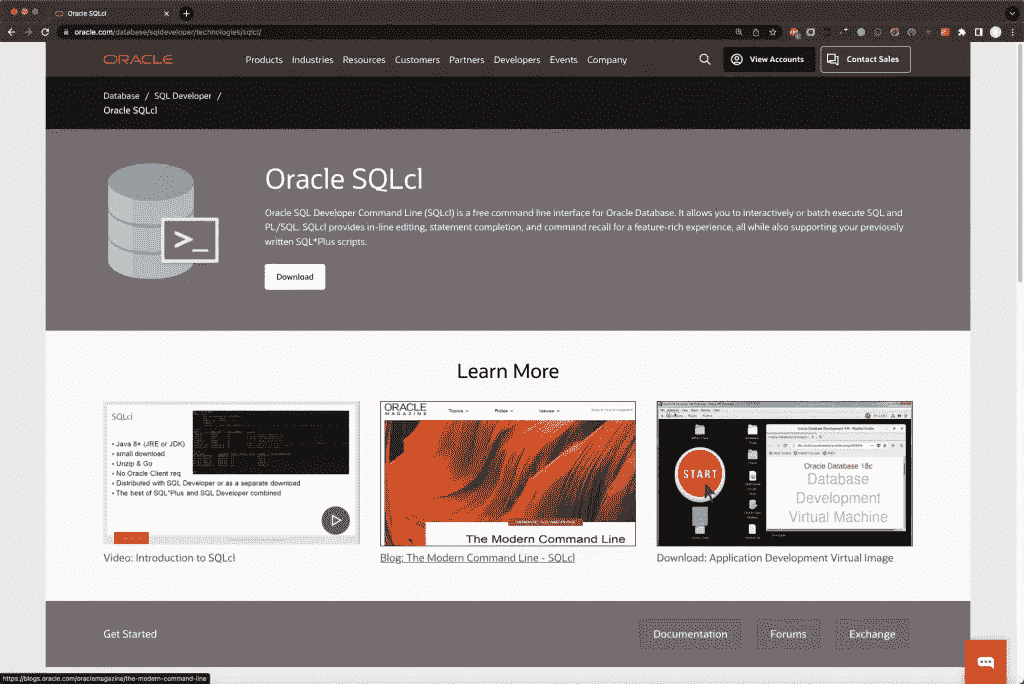 Oracle SQLcl
oracle.com/database/sqldeveloper/technologies/sqlcl/
ORACLE
Products Industries Resources Customers Partners Developers Events Company
View Accounts
Contact Sales
Database / SQL Developer /
Oracle SQLcl
Oracle SQLcl
Oracle SQL Developer Command Line (SQLcl) is a free command line interface for Oracle Database. It allows you to interactively or batch execute SQL and
PL/SQL. SQLcl provides in-line editing, statement completion, and command recall for a feature-rich experience, all while also supporting your previously
written SQL*Plus scripts.
Download
Learn More
SQLcl
• Java 8+ (JRE or JDK)
• small download
• Unzip & Go
• No Oracle Client req
• Distributed with SQL Developer or as a separate download
• The best of SQL*Plus and SQL Developer combined
Video: Introduction to SQLcl
ORACLE
MAGAZINE
Topics
Issues
The Modern Command Line
Blog: The Modern Command Line - SQLcl
START
Oracle Database 18c
Database
Development
Virtual Machine
Download: Application Development Virtual Image
Get Started
Documentation
Forums
Exchange
https://blogs.oracle.com/oraclemagazine/the-modern-command-line